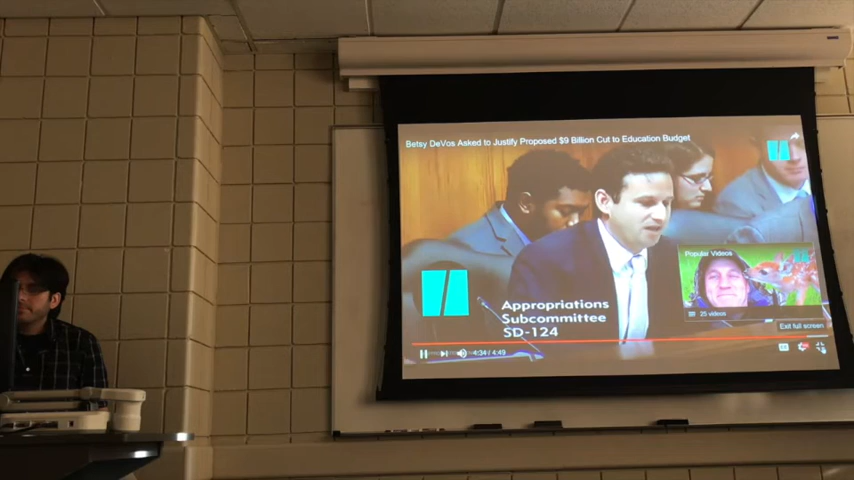 Betsy DeVos Asked to Justify Proposed $9 Billion Cut to Education Budget
Popular Videos
25 videos
Appropriations
Subcommittee
SD-124
Exit full screen
4:34 / 4:49